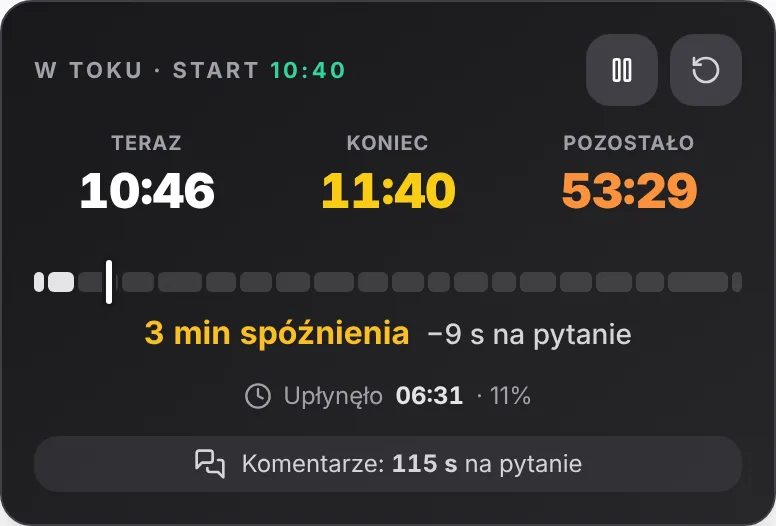 W TOKU · START 10:40
TERAZ KONIEC POZOSTAŁO
10:46 11:40 53:29
3 min spóźnienia −9 s na pytanie
Upłynęło 06:31 · 11%
Komentarze: 115 s na pytanie